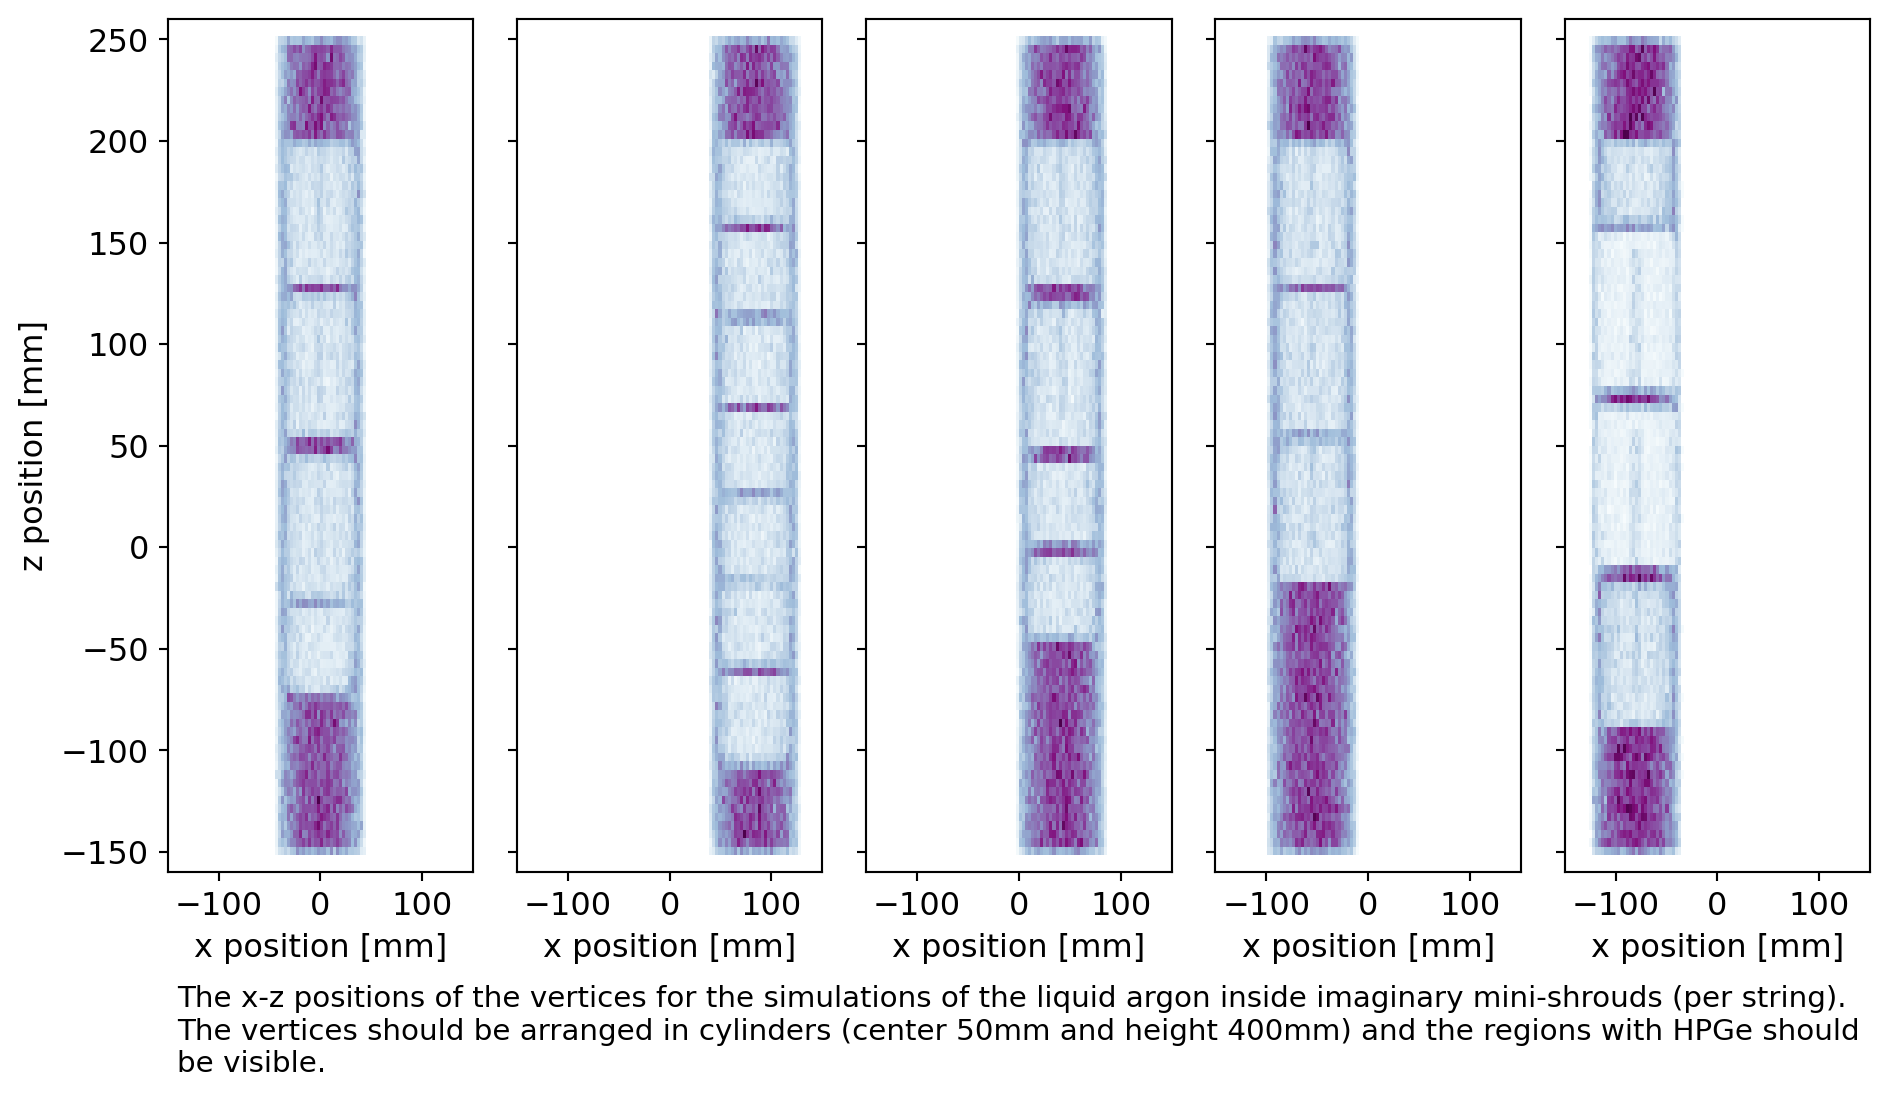 250
200
150
100
50
0
−50
−100
−150
z position [mm]
−100 0 100
−100 0 100
−100 0 100
−100 0 100
−100 0 100
x position [mm]
x position [mm]
x position [mm]
x position [mm]
x position [mm]
The x-z positions of the vertices for the simulations of the liquid argon inside imaginary mini-shrouds (per string).
The vertices should be arranged in cylinders (center 50mm and height 400mm) and the regions with HPGe should
be visible.